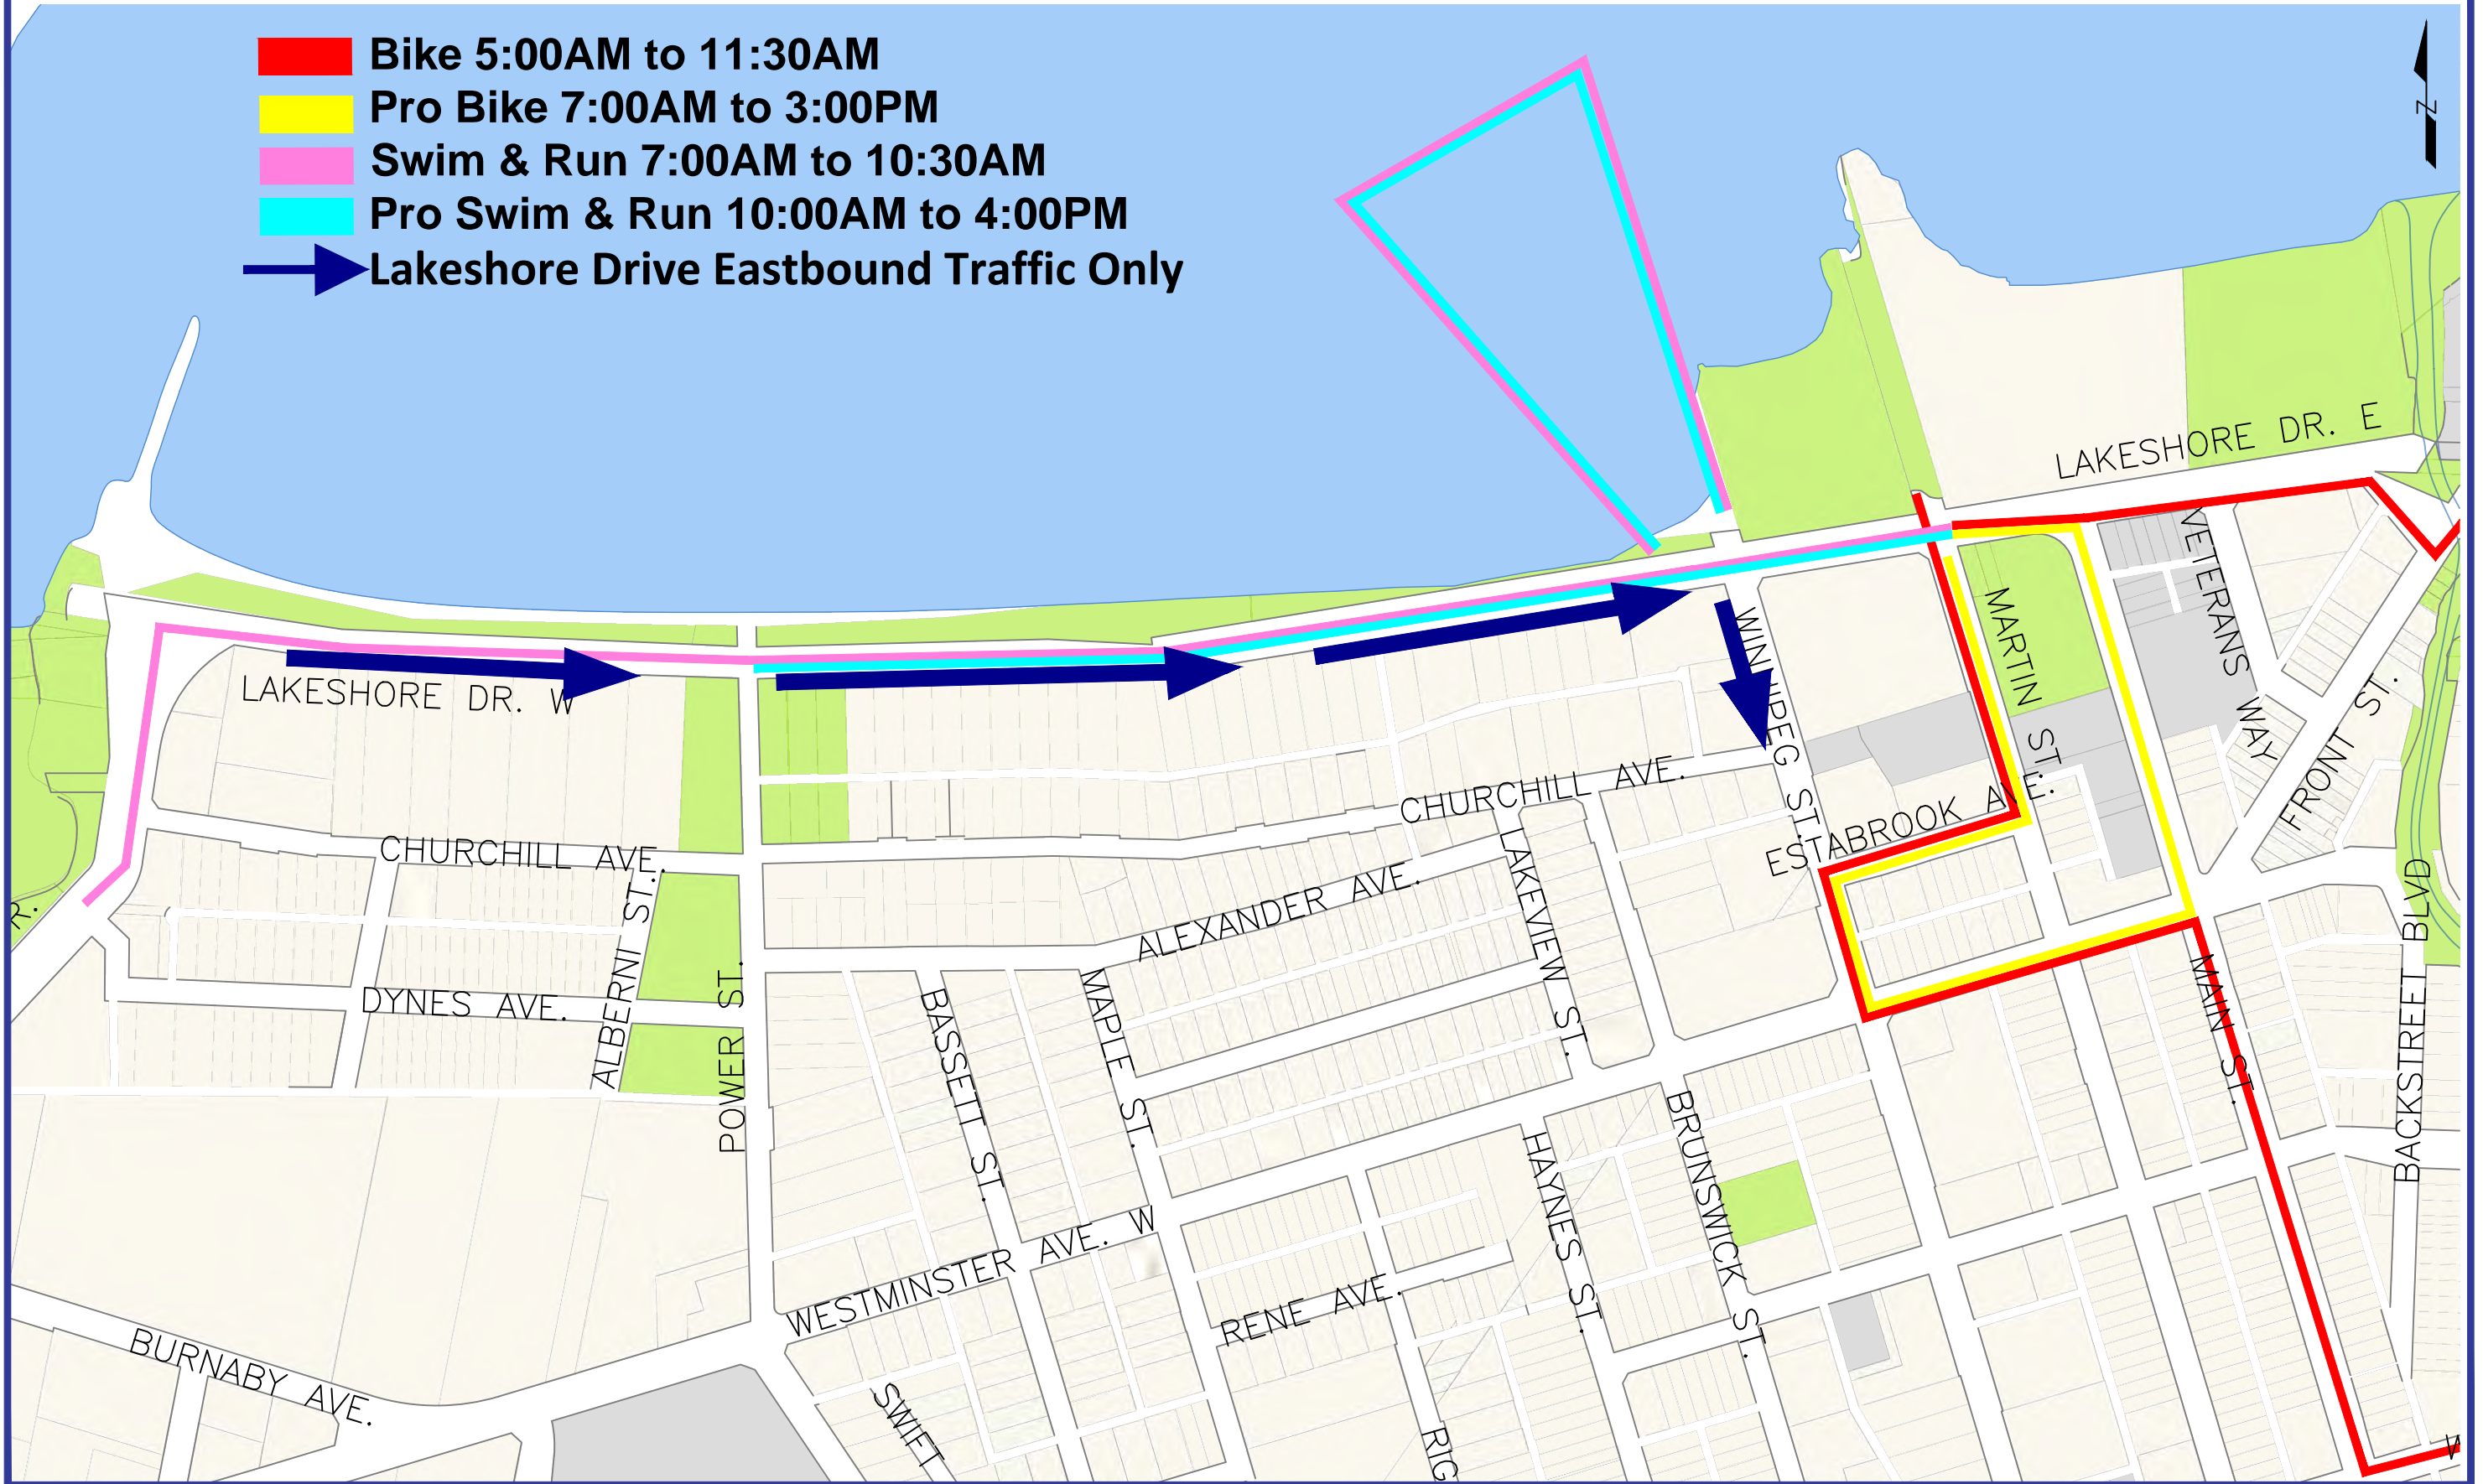 Bike 5:00AM to 11:30AM
Pro Bike 7:00AM to 3:00PM
Swim & Run 7:00AM to 10:30AM
Pro Swim & Run 10:00AM to 4:00PM
Lakeshore Drive Eastbound Traffic Only
Z
LAKESHORE DR. E
VETERANS WAY
MARTIN ST.
WINNIPEG ST.
FRONT ST.
LAKESHORE DR. W
CHURCHILL AVE.
ESTABROOK AVE.
CHURCHILL AVE.
LAKEVIEW ST.
ALEXANDER AVE.
ALBERNI ST.
R.
BACKSTREET BLVD
MAIN ST.
DYNES AVE.
POWER ST.
BASSETT ST.
MAPLE ST.
BRUNSWICK ST.
HAYNES ST.
WESTMINSTER AVE. W
RENE AVE.
BURNABY AVE.
SWIFT
RIG